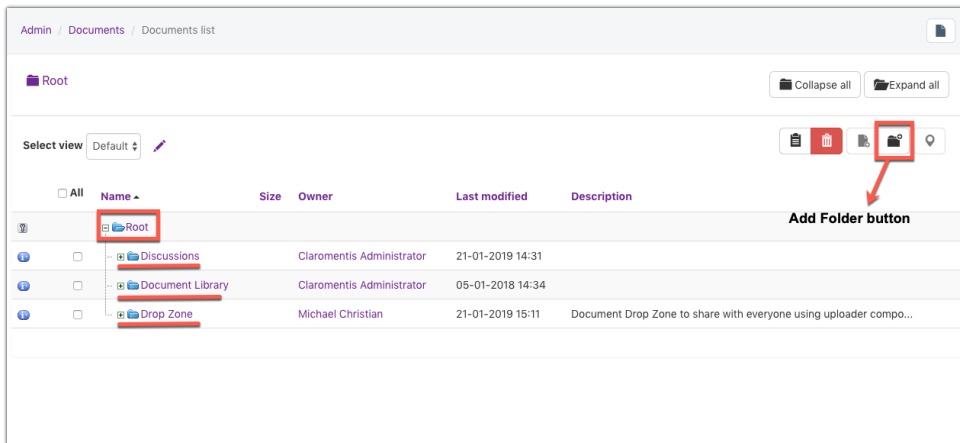 Admin / Documents / Documents list
Root
Collapse all Expand all
Select view Default
Add Folder button
All Name Size Owner Last modified Description
Root
Discussions Claromentis Administrator 21-01-2019 14:31
Document Library Claromentis Administrator 05-01-2018 14:34
Drop Zone Michael Christian 21-01-2019 15:11 Document Drop Zone to share with everyone using uploader compo...